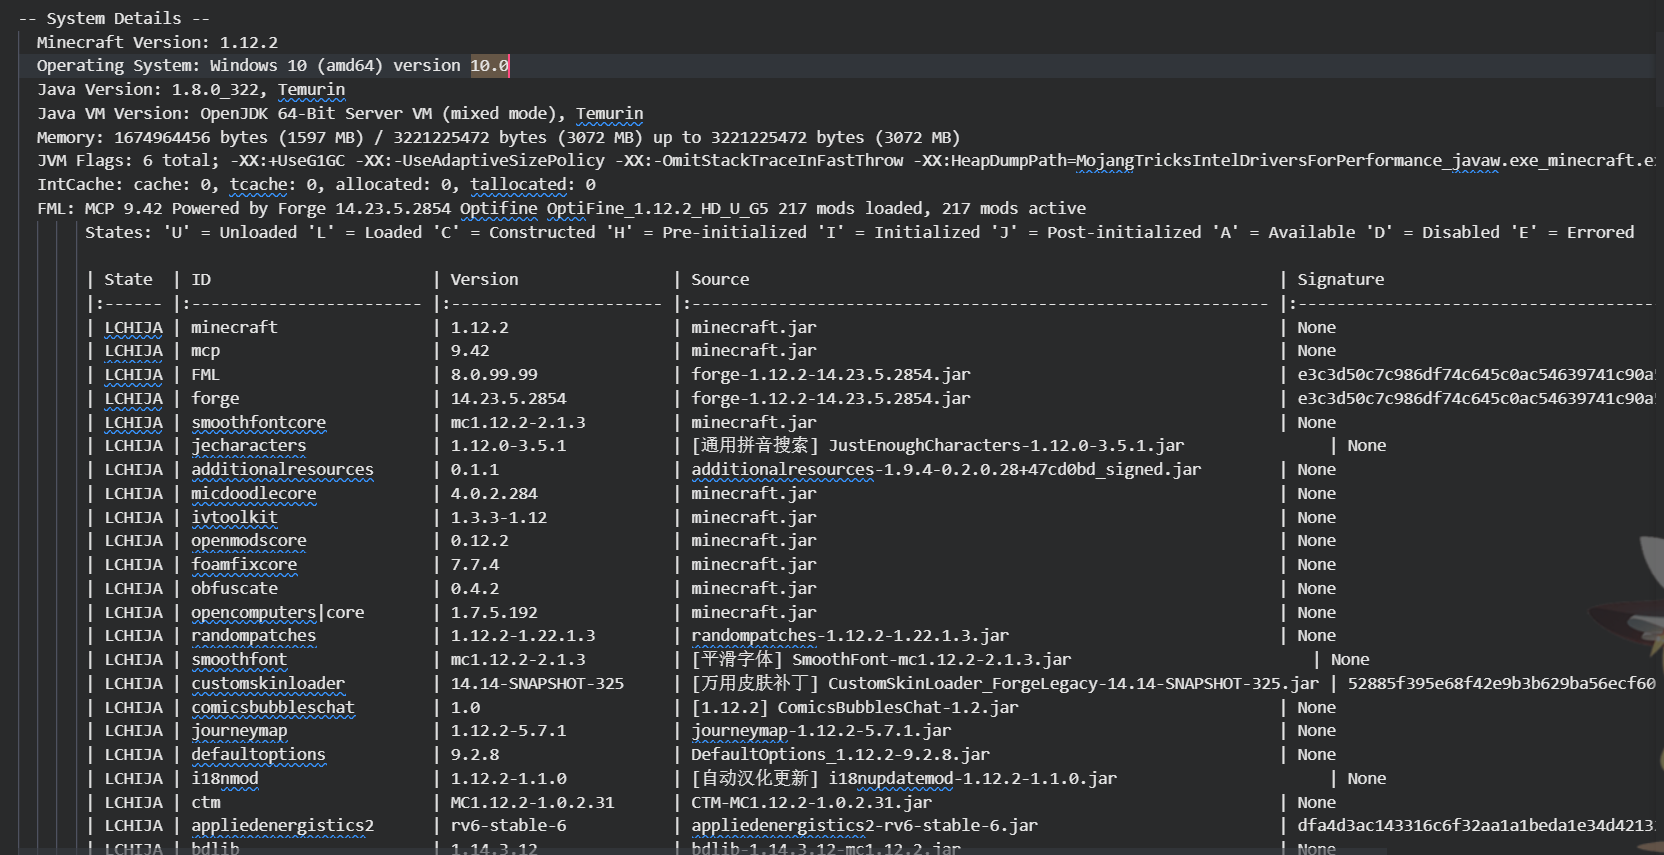 -- System Details --
Minecraft Version: 1.12.2
Operating System: Windows 10 (amd64) version 10.0
Java Version: 1.8.0_322, Temurin
Java VM Version: OpenJDK 64-Bit Server VM (mixed mode), Temurin
Memory: 1674964456 bytes (1597 MB) / 3221225472 bytes (3072 MB) up to 3221225472 bytes (3072 MB)
JVM Flags: 6 total; -XX:+UseG1GC -XX:-UseAdaptiveSizePolicy -XX:-OmitStackTraceInFastThrow -XX:HeapDumpPath=MojangTricksIntelDriversForPerformance_javaw.exe_minecraft.e
IntCache: cache: 0, tcache: 0, allocated: 0, tallocated: 0
FML: MCP 9.42 Powered by Forge 14.23.5.2854 Optifine OptiFine_1.12.2_HD_U_G5 217 mods loaded, 217 mods active
States: 'U' = Unloaded 'L' = Loaded 'C' = Constructed 'H' = Pre-initialized 'I' = Initialized 'J' = Post-initialized 'A' = Available 'D' = Disabled 'E' = Errored
| State | ID | Version | Source | Signature
|:------ |:------------------------ |:---------------------- |:------------------------------------------------------------ |:-------------------------------------
| LCHIJA | minecraft | 1.12.2 | minecraft.jar | None
| LCHIJA | mcp | 9.42 | minecraft.jar | None
| LCHIJA | FML | 8.0.99.99 | forge-1.12.2-14.23.5.2854.jar | e3c3d50c7c986df74c645c0ac54639741c90a
| LCHIJA | forge | 14.23.5.2854 | forge-1.12.2-14.23.5.2854.jar | e3c3d50c7c986df74c645c0ac54639741c90a
| LCHIJA | smoothfontcore | mc1.12.2-2.1.3 | minecraft.jar | None
| LCHIJA | jecharacters | 1.12.0-3.5.1 | [通用拼音搜索] JustEnoughCharacters-1.12.0-3.5.1.jar | None
| LCHIJA | additionalresources | 0.1.1 | additionalresources-1.9.4-0.2.0.28+47cd0bd_signed.jar | None
| LCHIJA | micdoodlecore | 4.0.2.284 | minecraft.jar | None
| LCHIJA | ivtoolkit | 1.3.3-1.12 | minecraft.jar | None
| LCHIJA | openmodscore | 0.12.2 | minecraft.jar | None
| LCHIJA | foamfixcore | 7.7.4 | minecraft.jar | None
| LCHIJA | obfuscate | 0.4.2 | minecraft.jar | None
| LCHIJA | opencomputers|core | 1.7.5.192 | minecraft.jar | None
| LCHIJA | randompatches | 1.12.2-1.22.1.3 | randompatches-1.12.2-1.22.1.3.jar | None
| LCHIJA | smoothfont | mc1.12.2-2.1.3 | [平滑字体] SmoothFont-mc1.12.2-2.1.3.jar | None
| LCHIJA | customskinloader | 14.14-SNAPSHOT-325 | [万用皮肤补丁] CustomSkinLoader_ForgeLegacy-14.14-SNAPSHOT-325.jar | 52885f395e68f42e9b3b629ba56ecf60
| LCHIJA | comicsbubbleschat | 1.0 | [1.12.2] ComicsBubblesChat-1.2.jar | None
| LCHIJA | journeymap | 1.12.2-5.7.1 | journeymap-1.12.2-5.7.1.jar | None
| LCHIJA | defaultoptions | 9.2.8 | DefaultOptions_1.12.2-9.2.8.jar | None
| LCHIJA | i18nmod | 1.12.2-1.1.0 | [自动汉化更新] i18nupdatemod-1.12.2-1.1.0.jar | None
| LCHIJA | ctm | MC1.12.2-1.0.2.31 | CTM-MC1.12.2-1.0.2.31.jar | None
| LCHIJA | appliedenergistics2 | rv6-stable-6 | appliedenergistics2-rv6-stable-6.jar | dfa4d3ac143316c6f32aa1a1beda1e34d4213
| LCHIJA | bdlib | 1.14.3.12 | bdlib-1.14.3.12-mc1.12.2.jar | None